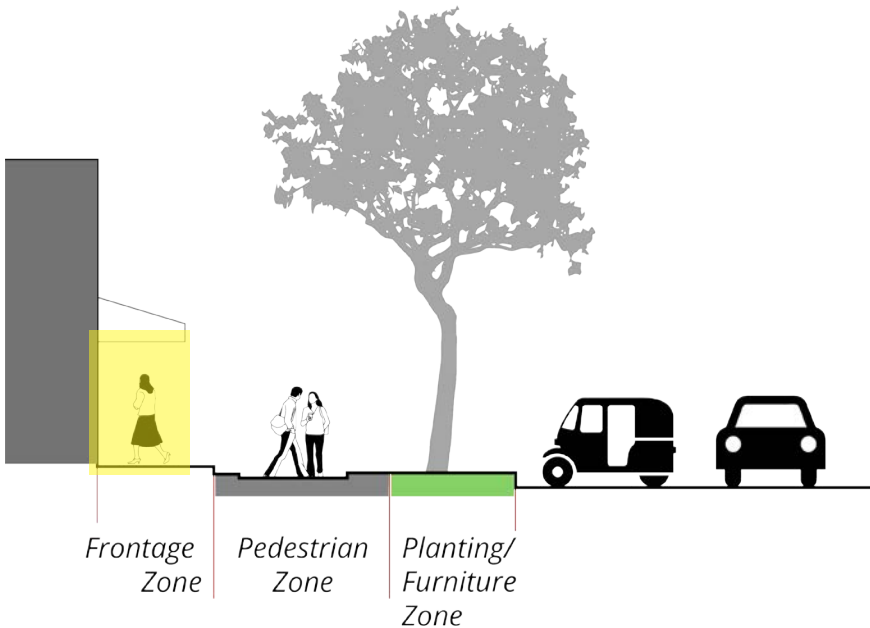 Frontage
Zone
Pedestrian
Zone
Planting/
Furniture
Zone